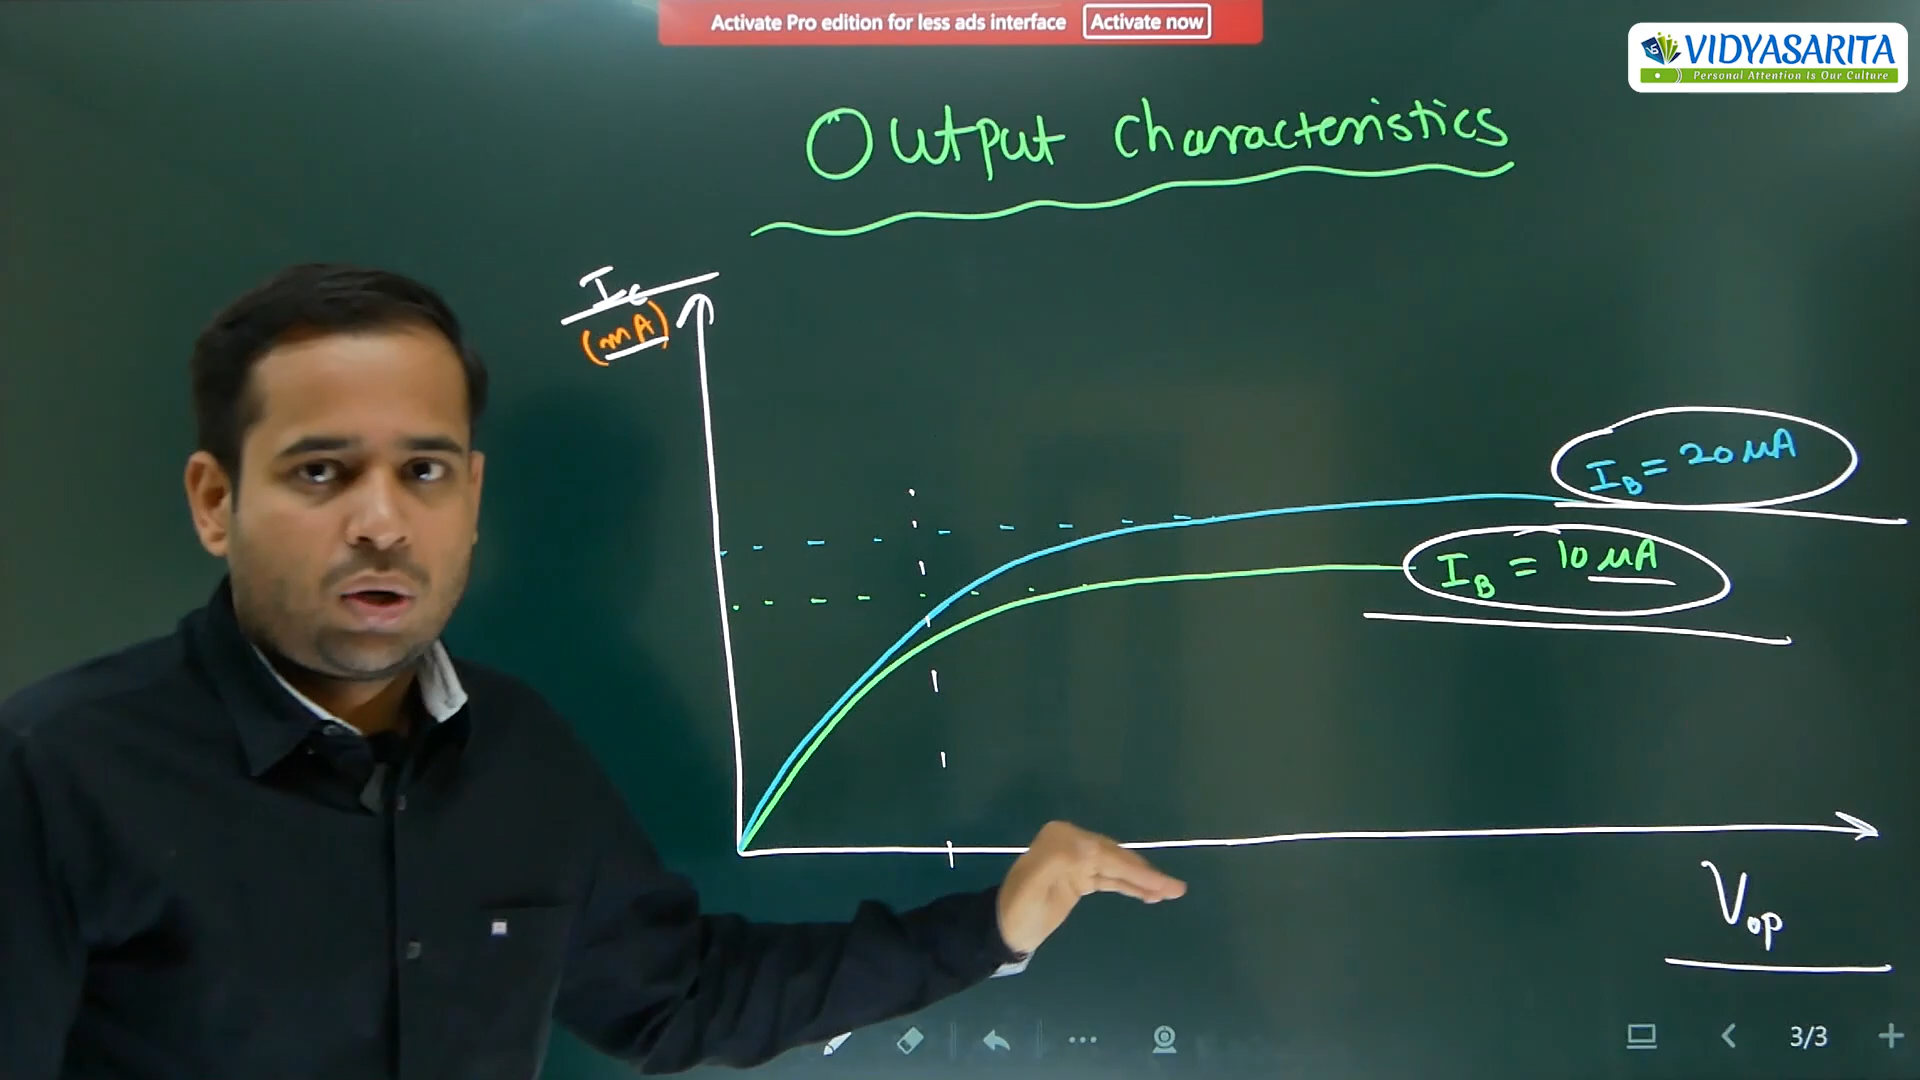 Activate Pro edition for less ads interface Activate now
VIDYASARITA
Personal Attention Is Our Culture
Output characteristics
Ic
(mA)
IB = 20 μA
IB = 10 μA
Vop
3/3